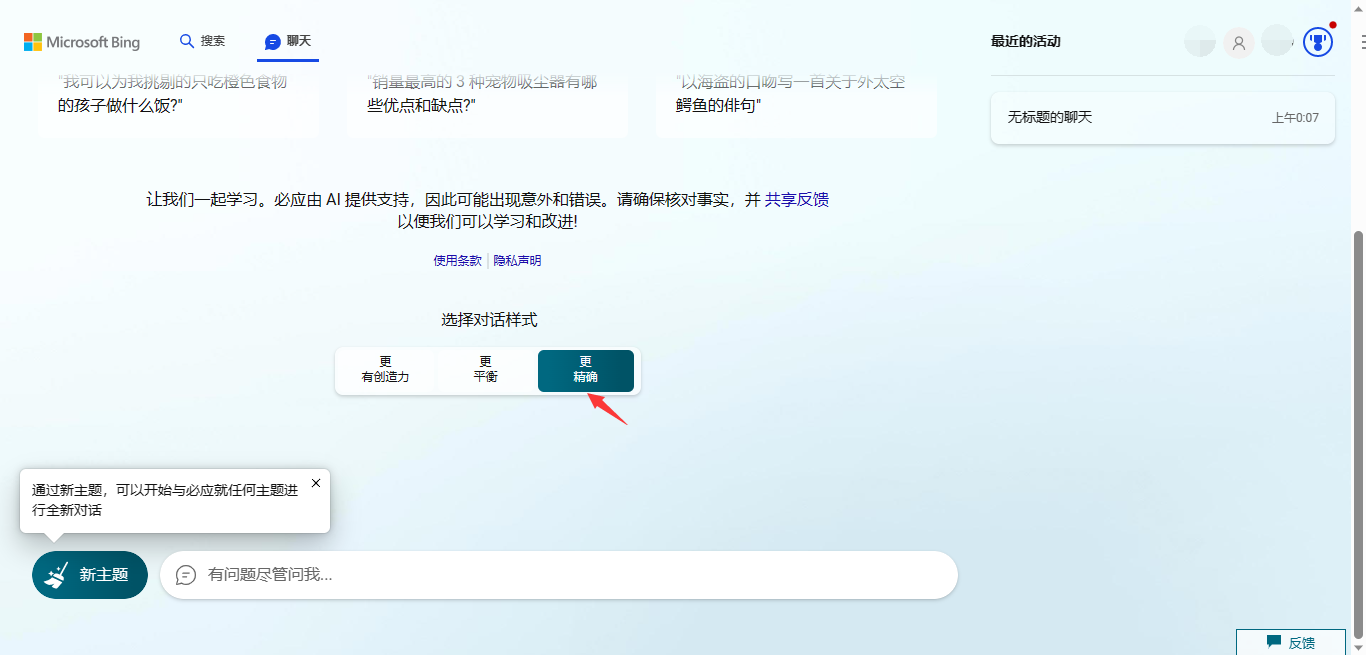 Microsoft Bing
搜索
聊天
最近的活动
"我可以为我挑剔的只吃橙色食物
的孩子做什么饭?"
"销量最高的 3 种宠物吸尘器有哪
些优点和缺点?"
"以海盗的口吻写一首关于外太空
鳄鱼的俳句"
无标题的聊天
上午0:07
让我们一起学习。必应由 AI 提供支持，因此可能出现意外和错误。请确保核对事实，并 共享反馈
以便我们可以学习和改进!
使用条款
隐私声明
选择对话样式
更
有创造力
更
平衡
更
精确
通过新主题，可以开始与必应就任何主题进
行全新对话
新主题
有问题尽管问我...
反馈